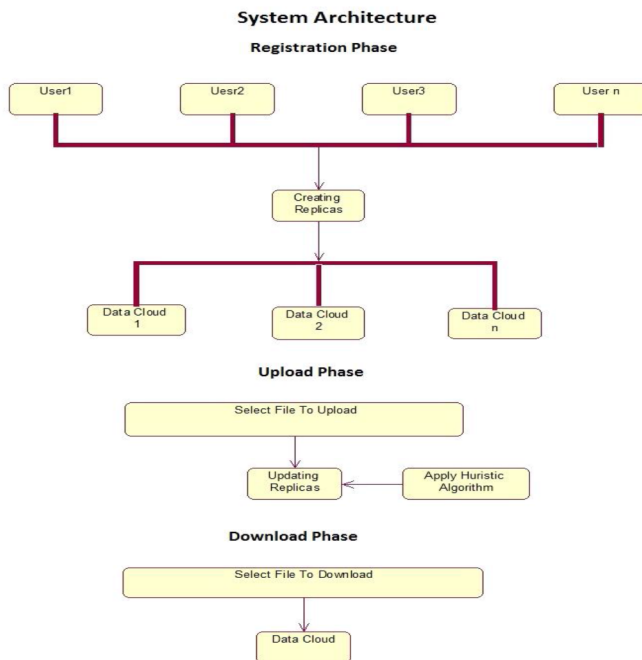 System Architecture
Registration Phase
User1
Uesr2
User3
User n
Creating
Replicas
Data Cloud
1
Data Cloud
2
Data Cloud
n
Upload Phase
Select File To Upload
Updating
Replicas
Apply Huristic
Algorithm
Download Phase
Select File To Download
Data Cloud